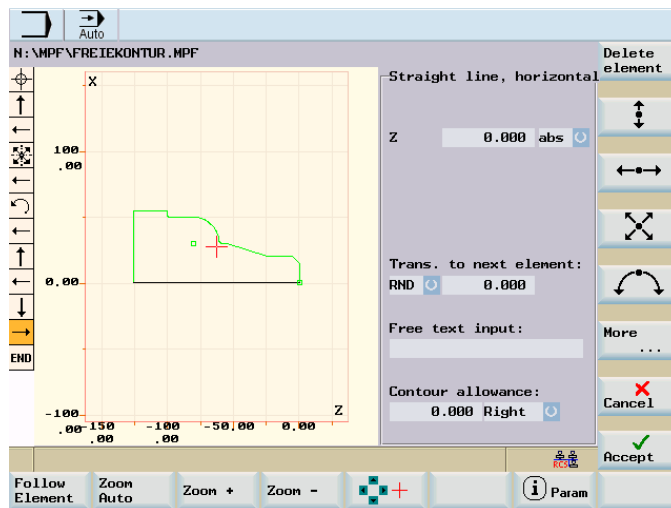 Auto
N:\MPF\FREIEKONTUR.MPF
Delete
element
X
Straight line, horizontal
Z 0.000 abs
100
.00
Trans. to next element:
RND 0.000
0.00
Free text input:
More
...
END
Contour allowance:
0.000 Right
Cancel
Z
-100
.00 -150 -100 -50.00 0.00
.00 .00
RCS
Accept
Follow
Element
Zoom
Auto
Zoom +
Zoom -
i Param